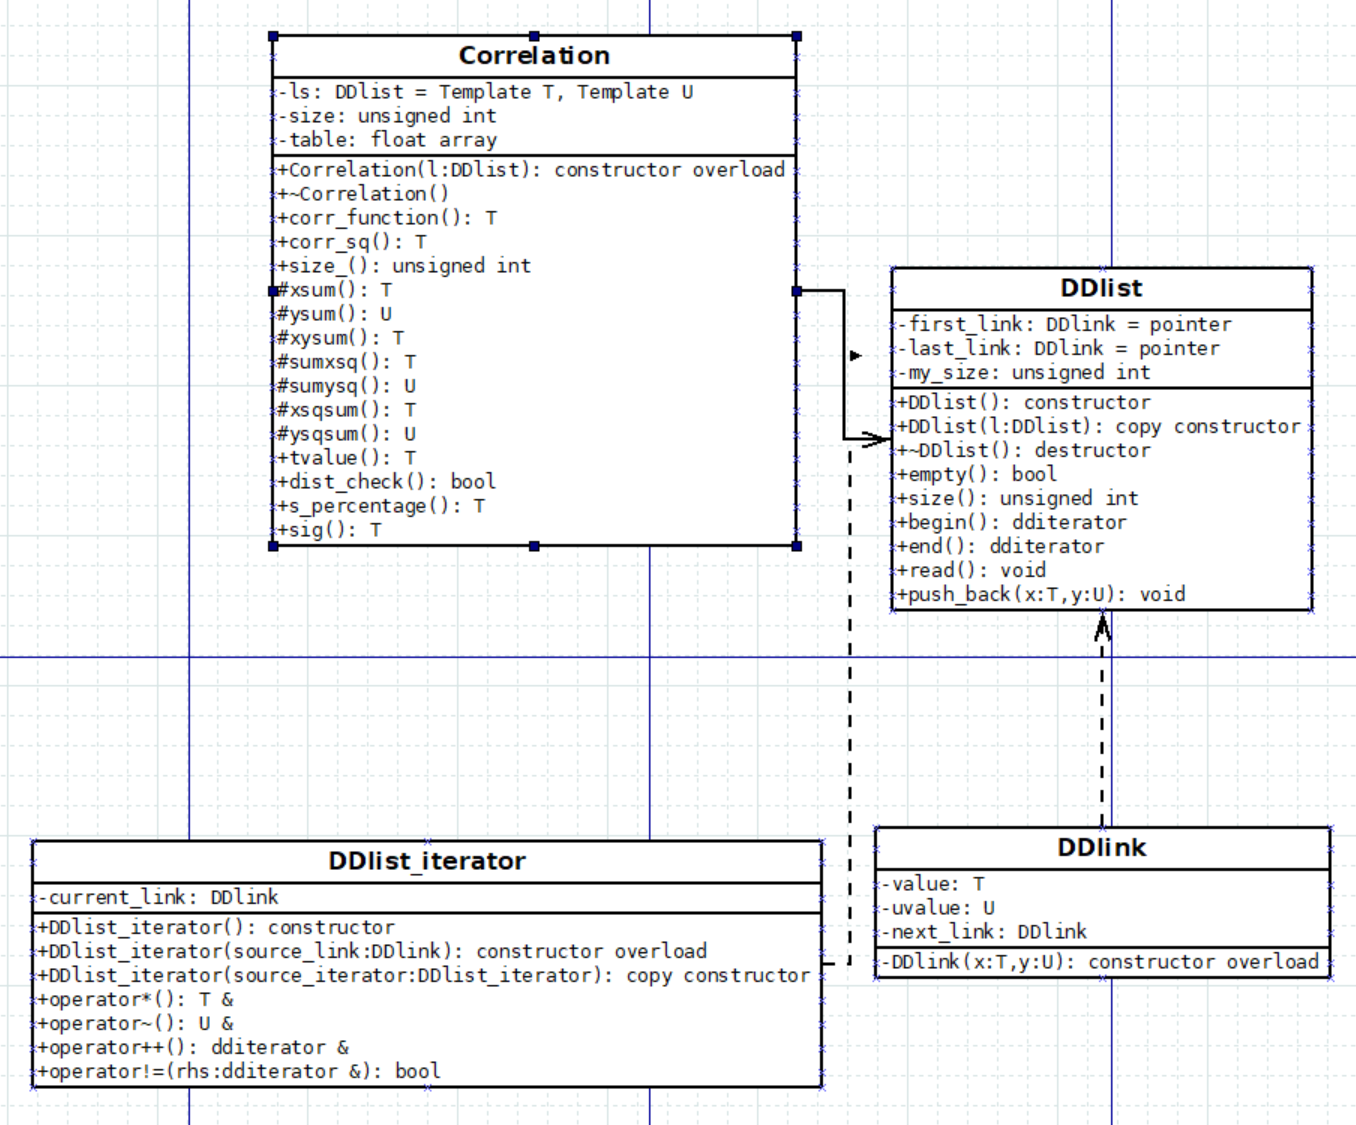 Correlation
-ls: DDlist = Template T, Template U
-size: unsigned int
-table: float array
+Correlation(l:DDlist): constructor overload
+~Correlation()
+corr_function(): T
+corr_sq(): T
+size_(): unsigned int
#xsum(): T
#ysum(): U
#xysum(): T
#sumxsq(): T
#sumysq(): U
#xsqsum(): T
#ysqsum(): U
+tvalue(): T
+dist_check(): bool
+s_percentage(): T
+sig(): T
DDlist
-first_link: DDlink = pointer
-last_link: DDlink = pointer
-my_size: unsigned int
+DDlist(): constructor
+DDlist(l:DDlist): copy constructor
+~DDlist(): destructor
+empty(): bool
+size(): unsigned int
+begin(): dditerator
+end(): dditerator
+read(): void
+push_back(x:T,y:U): void
DDlist_iterator
-current_link: DDlink
+DDlist_iterator(): constructor
+DDlist_iterator(source_link:DDlink): constructor overload
+DDlist_iterator(source_iterator:DDlist_iterator): copy constructor
+operator*(): T &
+operator~(): U &
+operator++(): dditerator &
+operator!=(rhs:dditerator &): bool
DDlink
-value: T
-uvalue: U
-next_link: DDlink
-DDlink(x:T,y:U): constructor overload